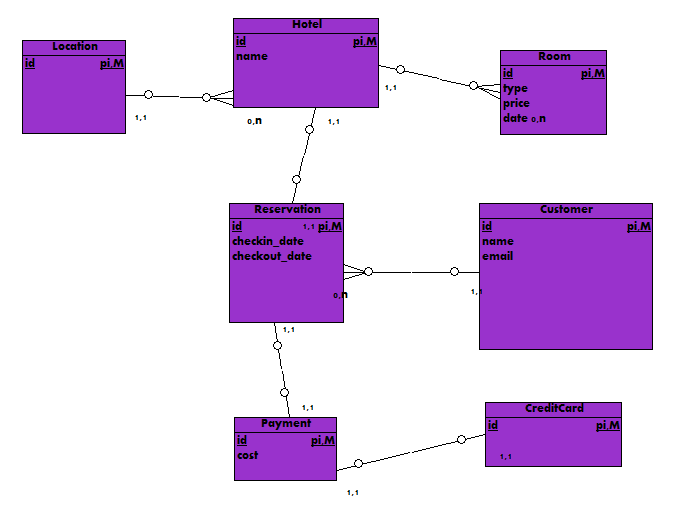 Location
id pi,M
1,1
Hotel
id pi,M
name
0,n
1,1
1,1
Room
id pi,M
type
price
date 0,n
Reservation
id 1,1 pi,M
checkin_date
checkout_date
0,n
1,1
Customer
id pi,M
name
email
1,1
1,1
Payment
id pi,M
cost
1,1
CreditCard
id pi,M
1,1